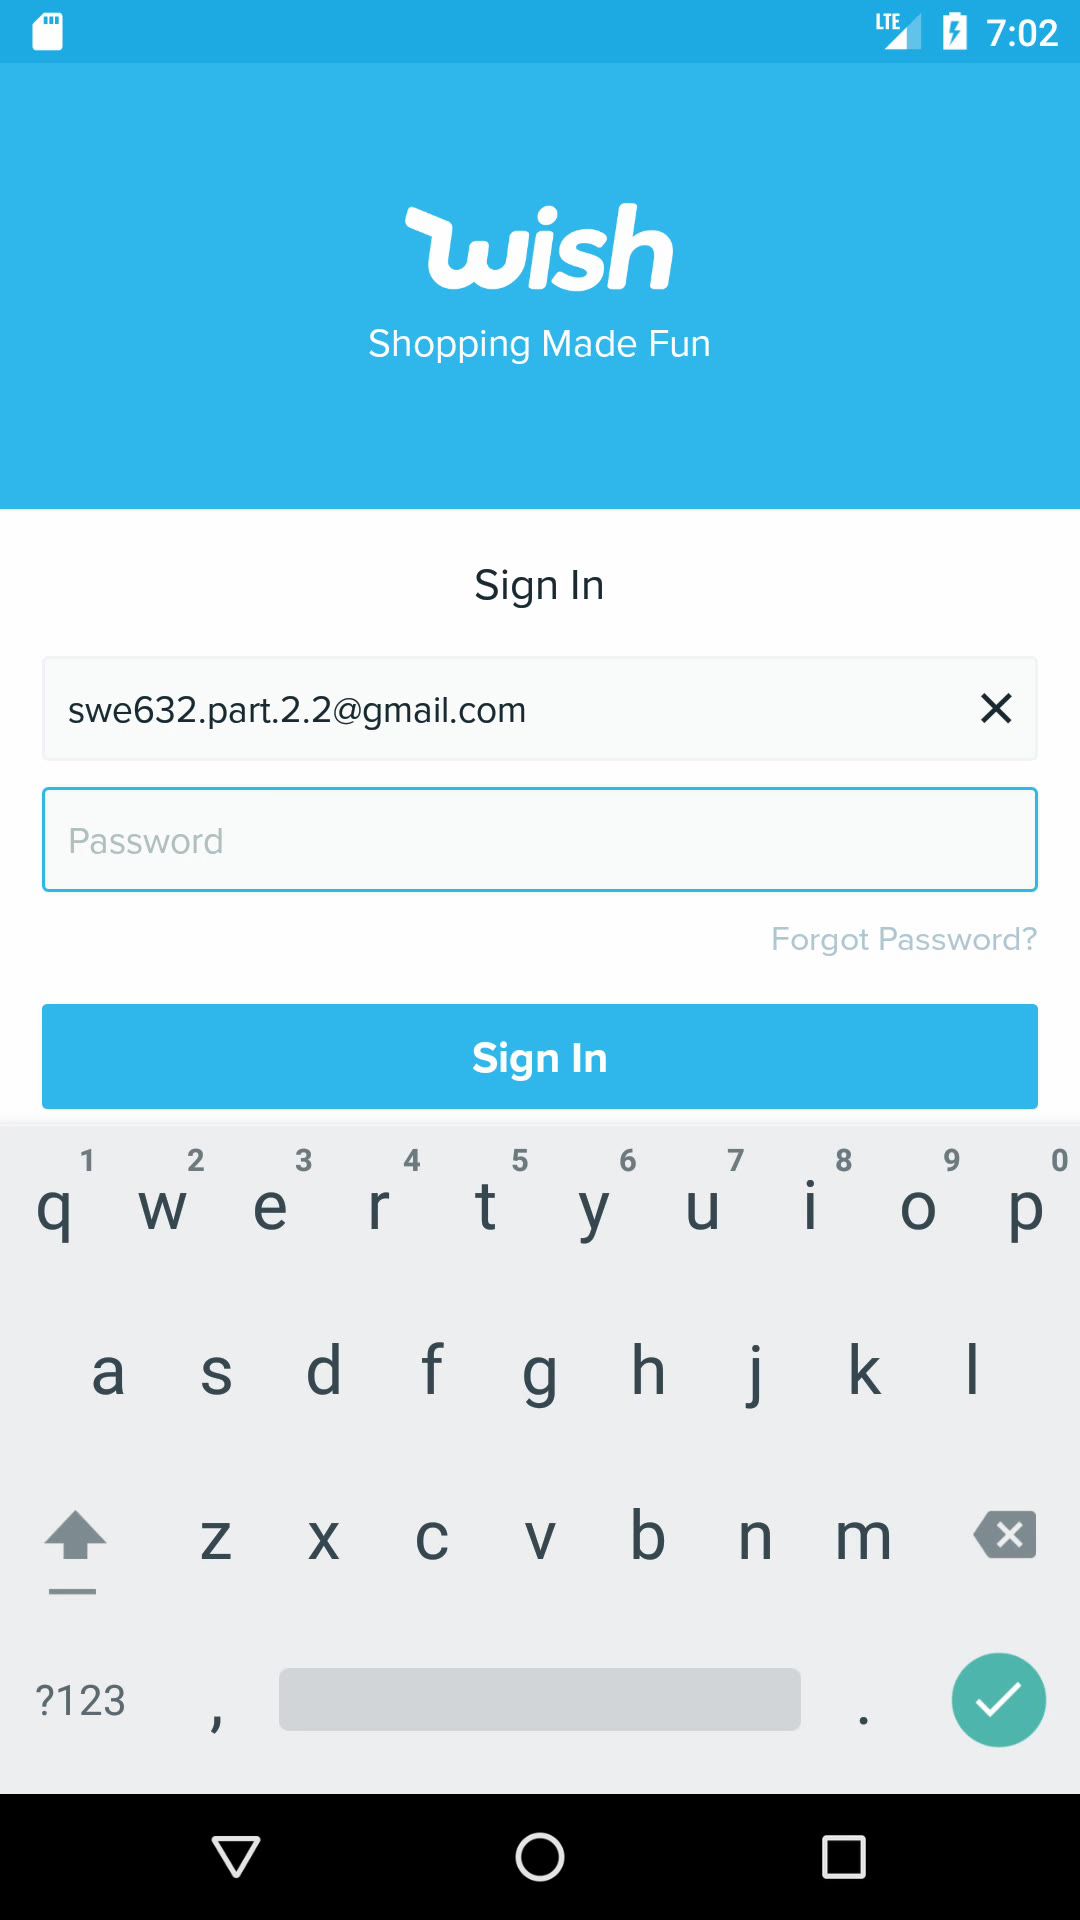 LTE 7:02
wish
Shopping Made Fun
Sign In
swe632.part.2.2@gmail.com
Password
Forgot Password?
Sign In
1 2 3 4 5 6 7 8 9 0
q w e r t y u i o p
a s d f g h j k l
z x c v b n m
?123 , .